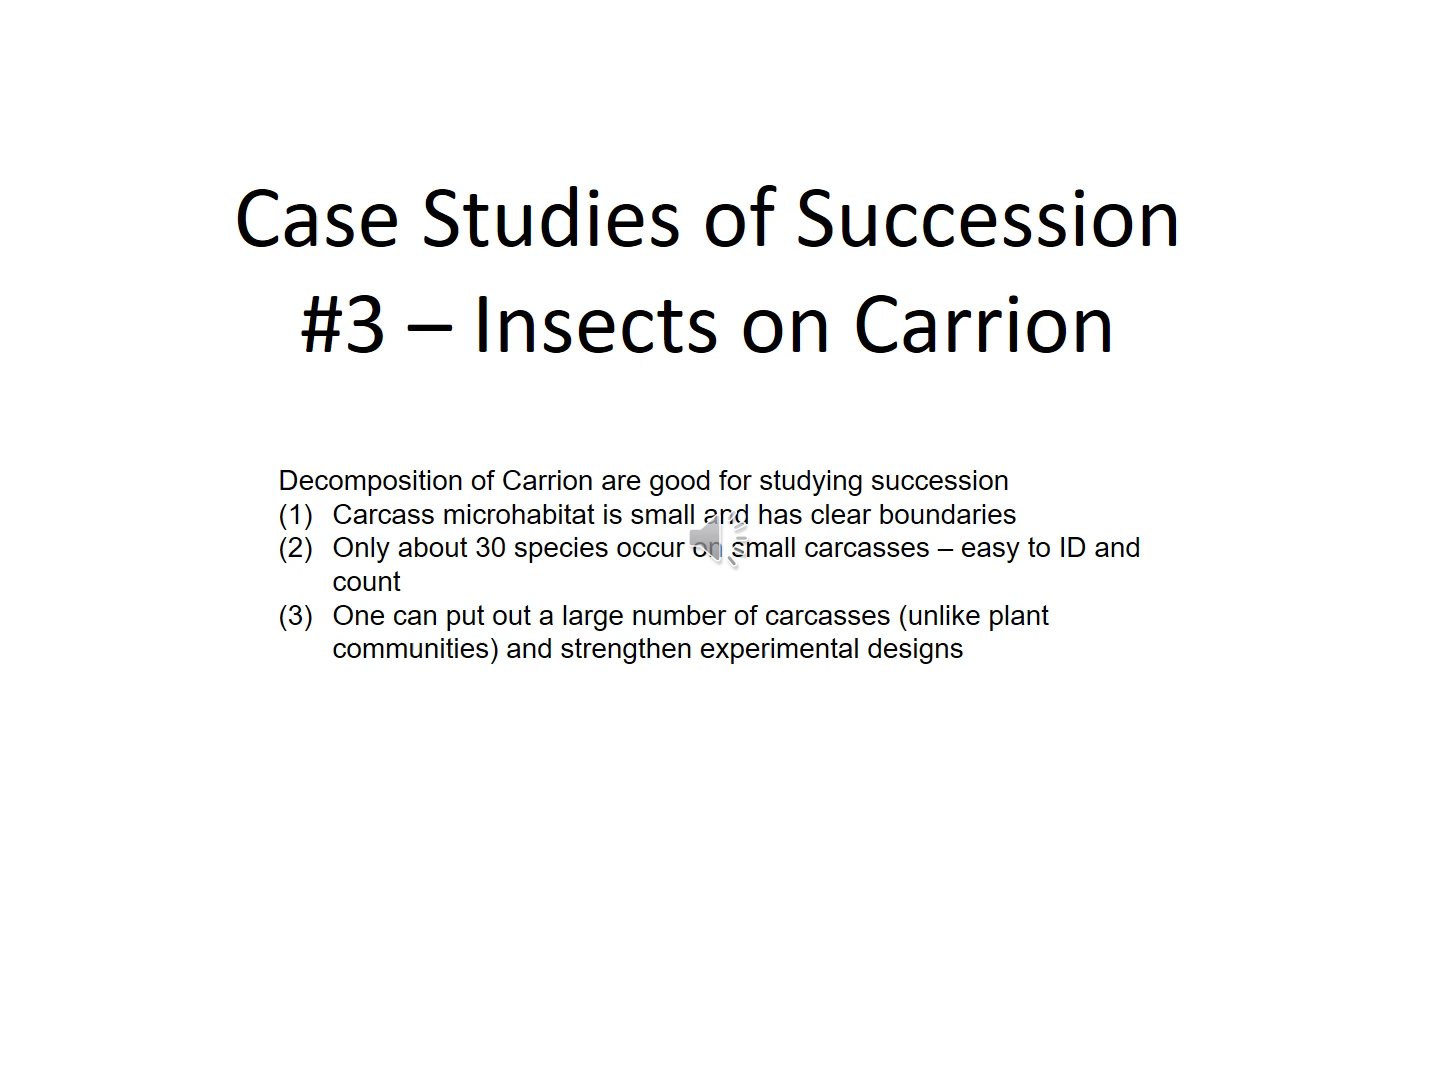 Case Studies of Succession
#3 – Insects on Carrion
Decomposition of Carrion are good for studying succession
(1) Carcass microhabitat is small and has clear boundaries
(2) Only about 30 species occur on small carcasses – easy to ID and
count
(3) One can put out a large number of carcasses (unlike plant
communities) and strengthen experimental designs